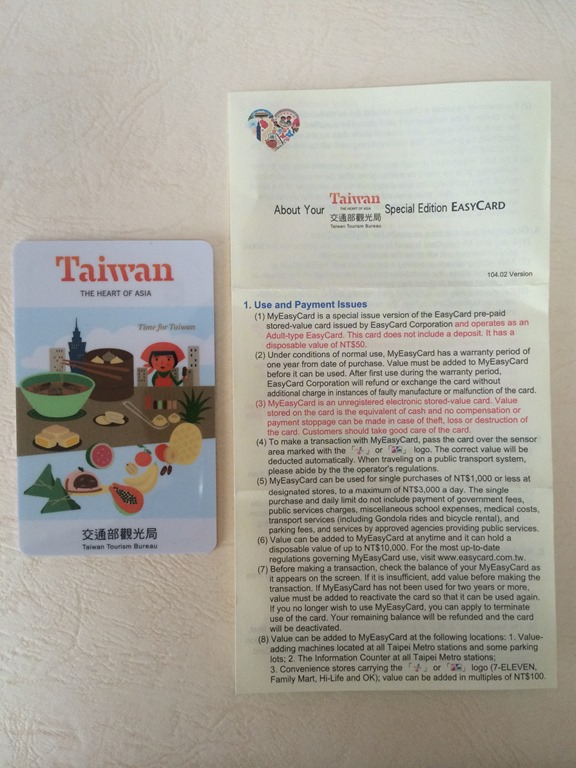 Taiwan
THE HEART OF ASIA
Time for Taiwan
交通部觀光局
Taiwan Tourism Bureau
About Your Taiwan Special Edition EASYCARD
THE HEART OF ASIA
交通部觀光局
Taiwan Tourism Bureau
104.02 Version
1. Use and Payment Issues
(1) MyEasyCard is a special issue version of the EasyCard pre-paid
stored-value card issued by EasyCard Corporation and operates as an
Adult-type EasyCard. This card does not include a deposit. It has a
disposable value of NT$50.
(2) Under conditions of normal use, MyEasyCard has a warranty period of
one year from date of purchase. Value must be added to MyEasyCard
before it can be used. After first use during the warranty period,
EasyCard Corporation will refund or exchange the card without
additional charge in instances of faulty manufacture or malfunction of the card.
(3) MyEasyCard is an unregistered electronic stored-value card. Value
stored on the card is the equivalent of cash and no compensation or
payment stoppage can be made in case of theft, loss or destruction of
the card. Customers should take good care of the card.
(4) To make a transaction with MyEasyCard, pass the card over the sensor
area marked with the 「 」 or 「 」 logo. The correct value will be
deducted automatically. When traveling on a public transport system,
please abide by the the operator's regulations.
(5) MyEasyCard can be used for single purchases of NT$1,000 or less at
designated stores, to a maximum of NT$3,000 a day. The single
purchase and daily limit do not include payment of government fees,
public services charges, miscellaneous school expenses, medical costs,
transport services (including Gondola rides and bicycle rental), and
parking fees, and services by approved agencies providing public services.
(6) Value can be added to MyEasyCard at anytime and it can hold a
disposable value of up to NT$10,000. For the most up-to-date
regulations governing MyEasyCard use, visit www.easycard.com.tw.
(7) Before making a transaction, check the balance of your MyEasyCard as
it appears on the screen. If it is insufficient, add value before making the
transaction. If MyEasyCard has not been used for two years or more,
value must be added to reactivate the card so that it can be used again.
If you no longer wish to use MyEasyCard, you can apply to terminate
use of the card. Your remaining balance will be refunded and the card
will be deactivated.
(8) Value can be added to MyEasyCard at the following locations: 1. Value-
adding machines located at all Taipei Metro stations and some parking
lots; 2. The Information Counter at all Taipei Metro stations;
3. Convenience stores carrying the 「 」 or 「 」 logo (7-ELEVEN,
Family Mart, Hi-Life and OK); value can be added in multiples of NT$100.